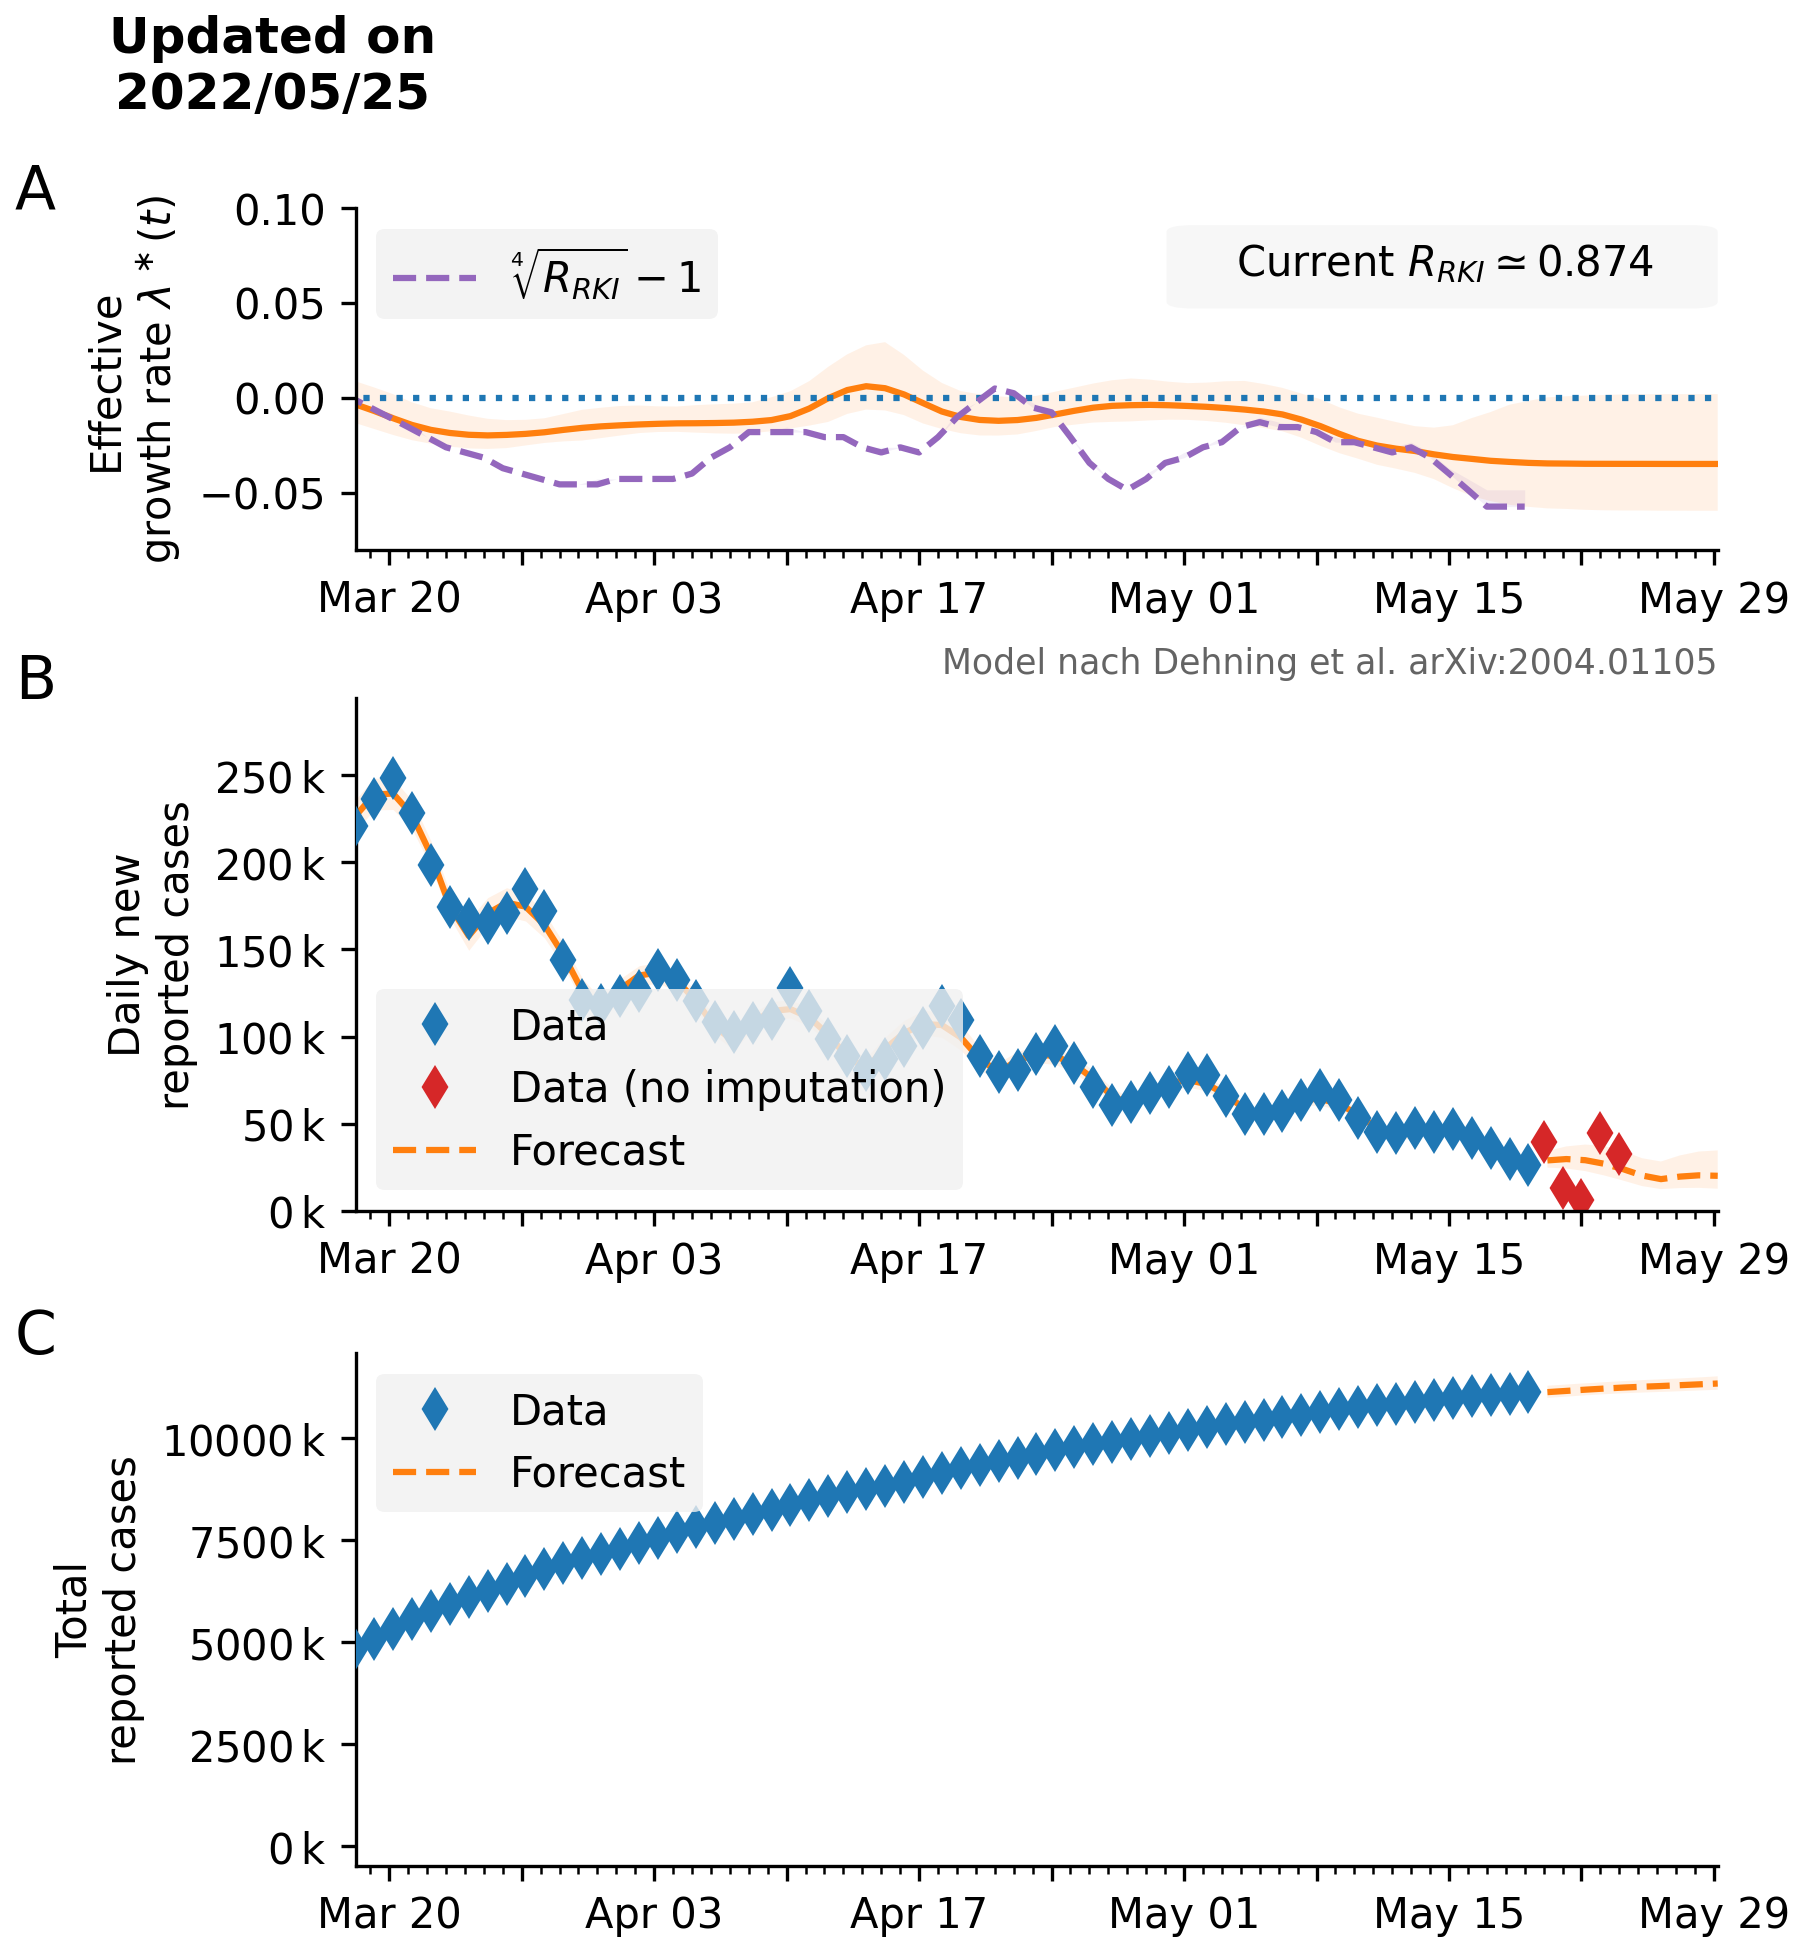 Updated on
2022/05/25
A
Effective
growth rate λ * (t)
0.10
0.05
0.00
−0.05
∜R_RKI − 1
Current R_RKI ≃ 0.874
Mar 20 Apr 03 Apr 17 May 01 May 15 May 29
B
Model nach Dehning et al. arXiv:2004.01105
Daily new
reported cases
250 k
200 k
150 k
100 k
50 k
0 k
Data
Data (no imputation)
Forecast
Mar 20 Apr 03 Apr 17 May 01 May 15 May 29
C
Total
reported cases
10000 k
7500 k
5000 k
2500 k
0 k
Data
Forecast
Mar 20 Apr 03 Apr 17 May 01 May 15 May 29